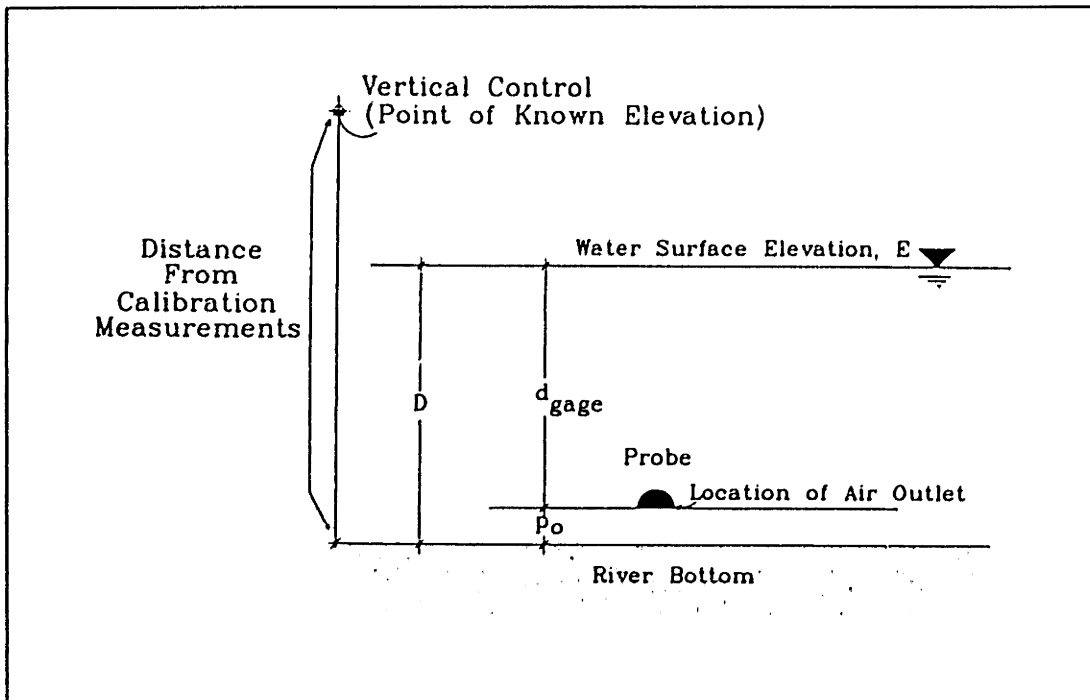 Vertical Control
(Point of Known Elevation)
Distance
From
Calibration
Measurements
Water Surface Elevation, E
D
d gage
Probe
Location of Air Outlet
po
River Bottom